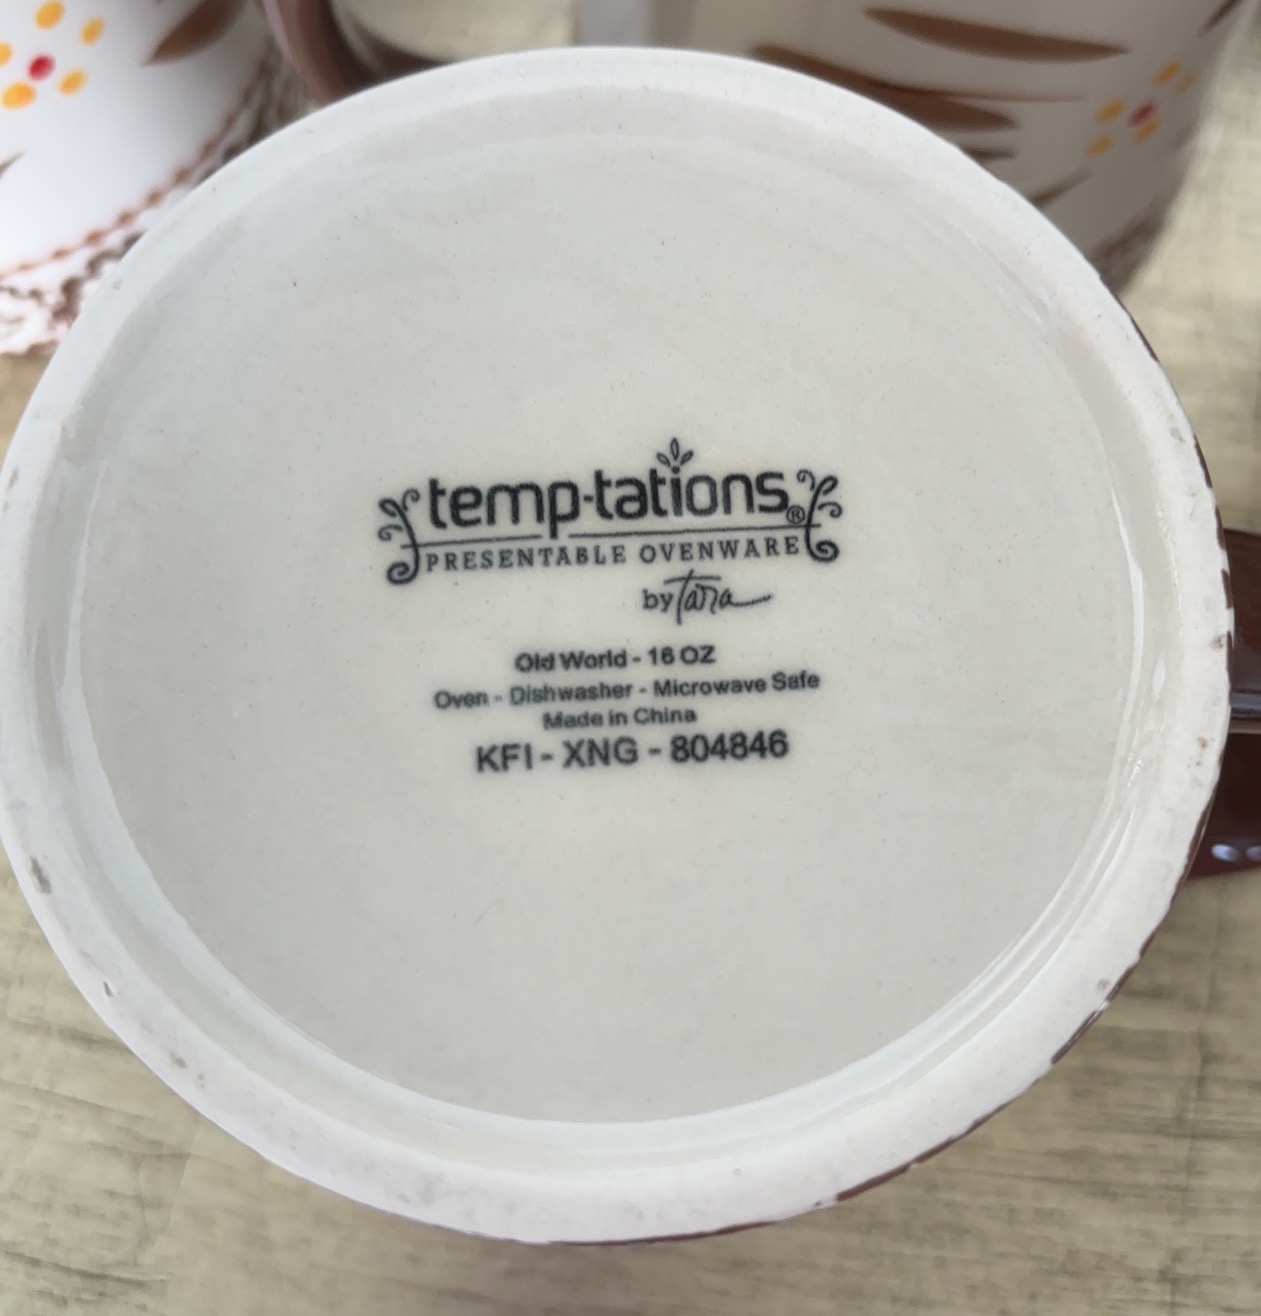 temp-tations®
PRESENTABLE OVENWARE
by Tara
Old World - 16 OZ
Oven - Dishwasher - Microwave Safe
Made in China
KFI - XNG - 804846